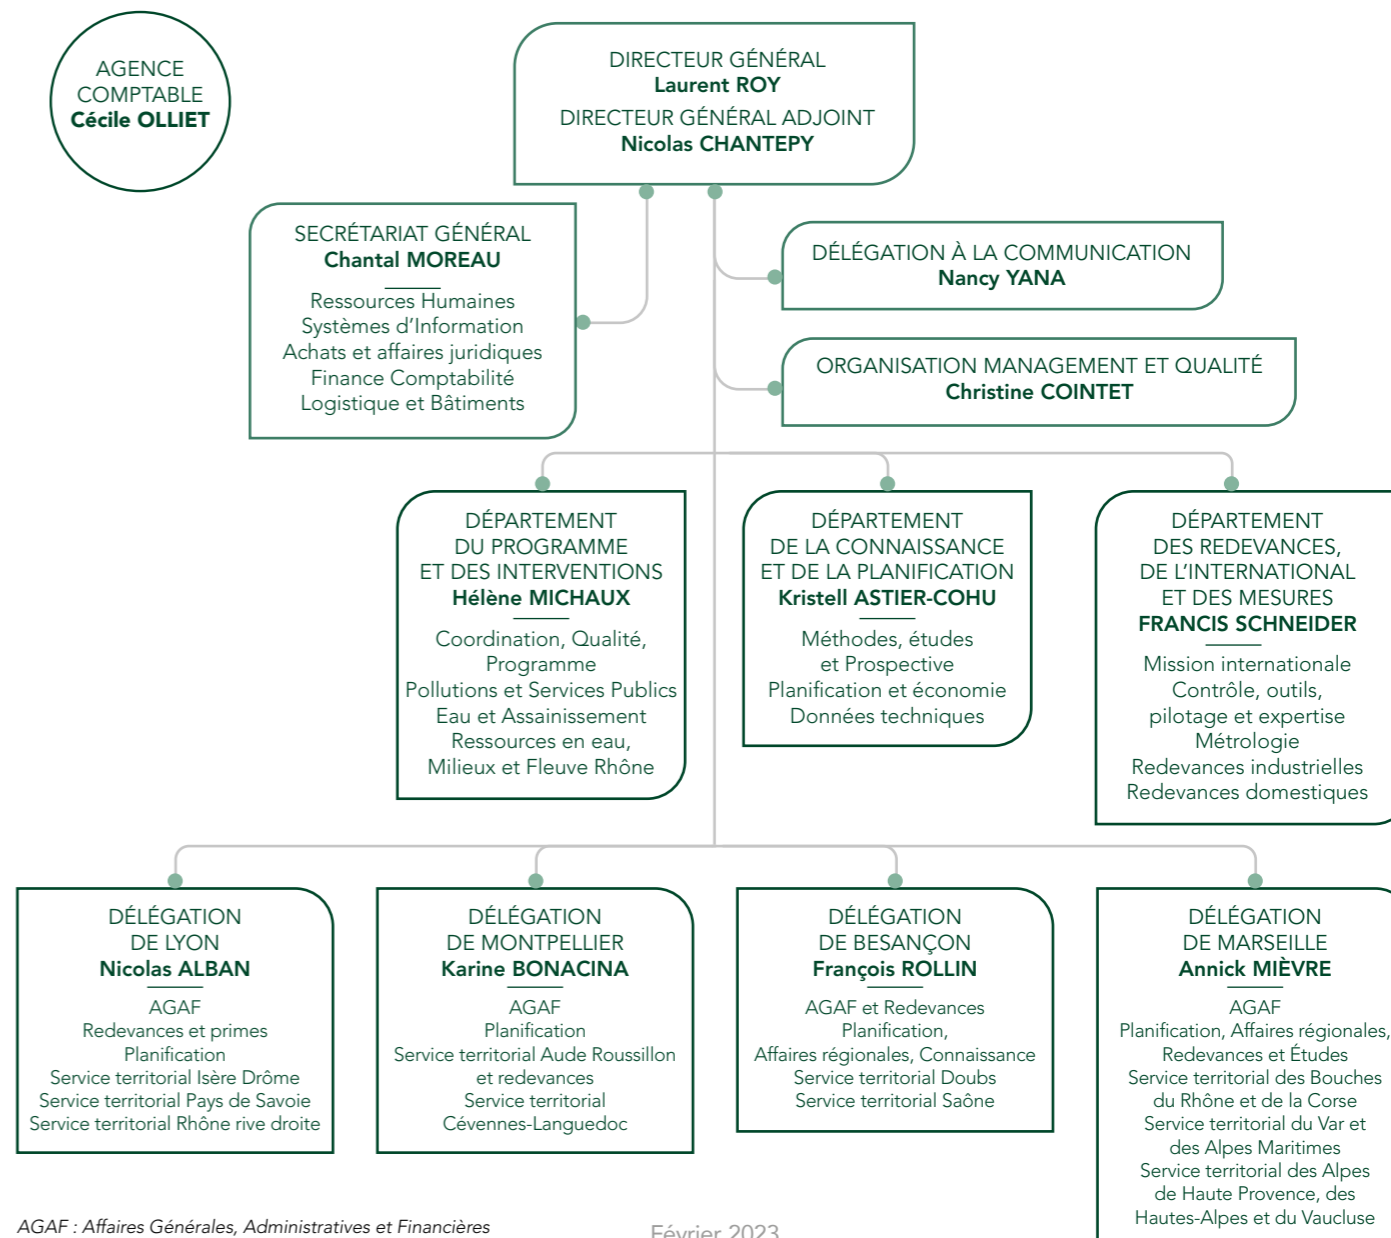 AGENCE
COMPTABLE
Cécile OLLIET
DIRECTEUR GÉNÉRAL
Laurent ROY
DIRECTEUR GÉNÉRAL ADJOINT
Nicolas CHANTEPY
SECRÉTARIAT GÉNÉRAL
Chantal MOREAU
Ressources Humaines
Systèmes d’Information
Achats et affaires juridiques
Finance Comptabilité
Logistique et Bâtiments
DÉLÉGATION À LA COMMUNICATION
Nancy YANA
ORGANISATION MANAGEMENT ET QUALITÉ
Christine COINTET
DÉPARTEMENT
DU PROGRAMME
ET DES INTERVENTIONS
Hélène MICHAUX
Coordination, Qualité,
Programme
Pollutions et Services Publics
Eau et Assainissement
Ressources en eau,
Milieux et Fleuve Rhône
DÉPARTEMENT
DE LA CONNAISSANCE
ET DE LA PLANIFICATION
Kristell ASTIER-COHU
Méthodes, études
et Prospective
Planification et économie
Données techniques
DÉPARTEMENT
DES REDEVANCES,
DE L’INTERNATIONAL
ET DES MESURES
FRANCIS SCHNEIDER
Mission internationale
Contrôle, outils,
pilotage et expertise
Métrologie
Redevances industrielles
Redevances domestiques
DÉLÉGATION
DE LYON
Nicolas ALBAN
AGAF
Redevances et primes
Planification
Service territorial Isère Drôme
Service territorial Pays de Savoie
Service territorial Rhône rive droite
DÉLÉGATION
DE MONTPELLIER
Karine BONACINA
AGAF
Planification
Service territorial Aude Roussillon
et redevances
Service territorial
Cévennes-Languedoc
DÉLÉGATION
DE BESANÇON
François ROLLIN
AGAF et Redevances
Planification,
Affaires régionales, Connaissance
Service territorial Doubs
Service territorial Saône
DÉLÉGATION
DE MARSEILLE
Annick MIÈVRE
AGAF
Planification, Affaires régionales,
Redevances et Études
Service territorial des Bouches
du Rhône et de la Corse
Service territorial du Var et
des Alpes Maritimes
Service territorial des Alpes
de Haute Provence, des
Hautes-Alpes et du Vaucluse
AGAF : Affaires Générales, Administratives et Financières
Février 2023